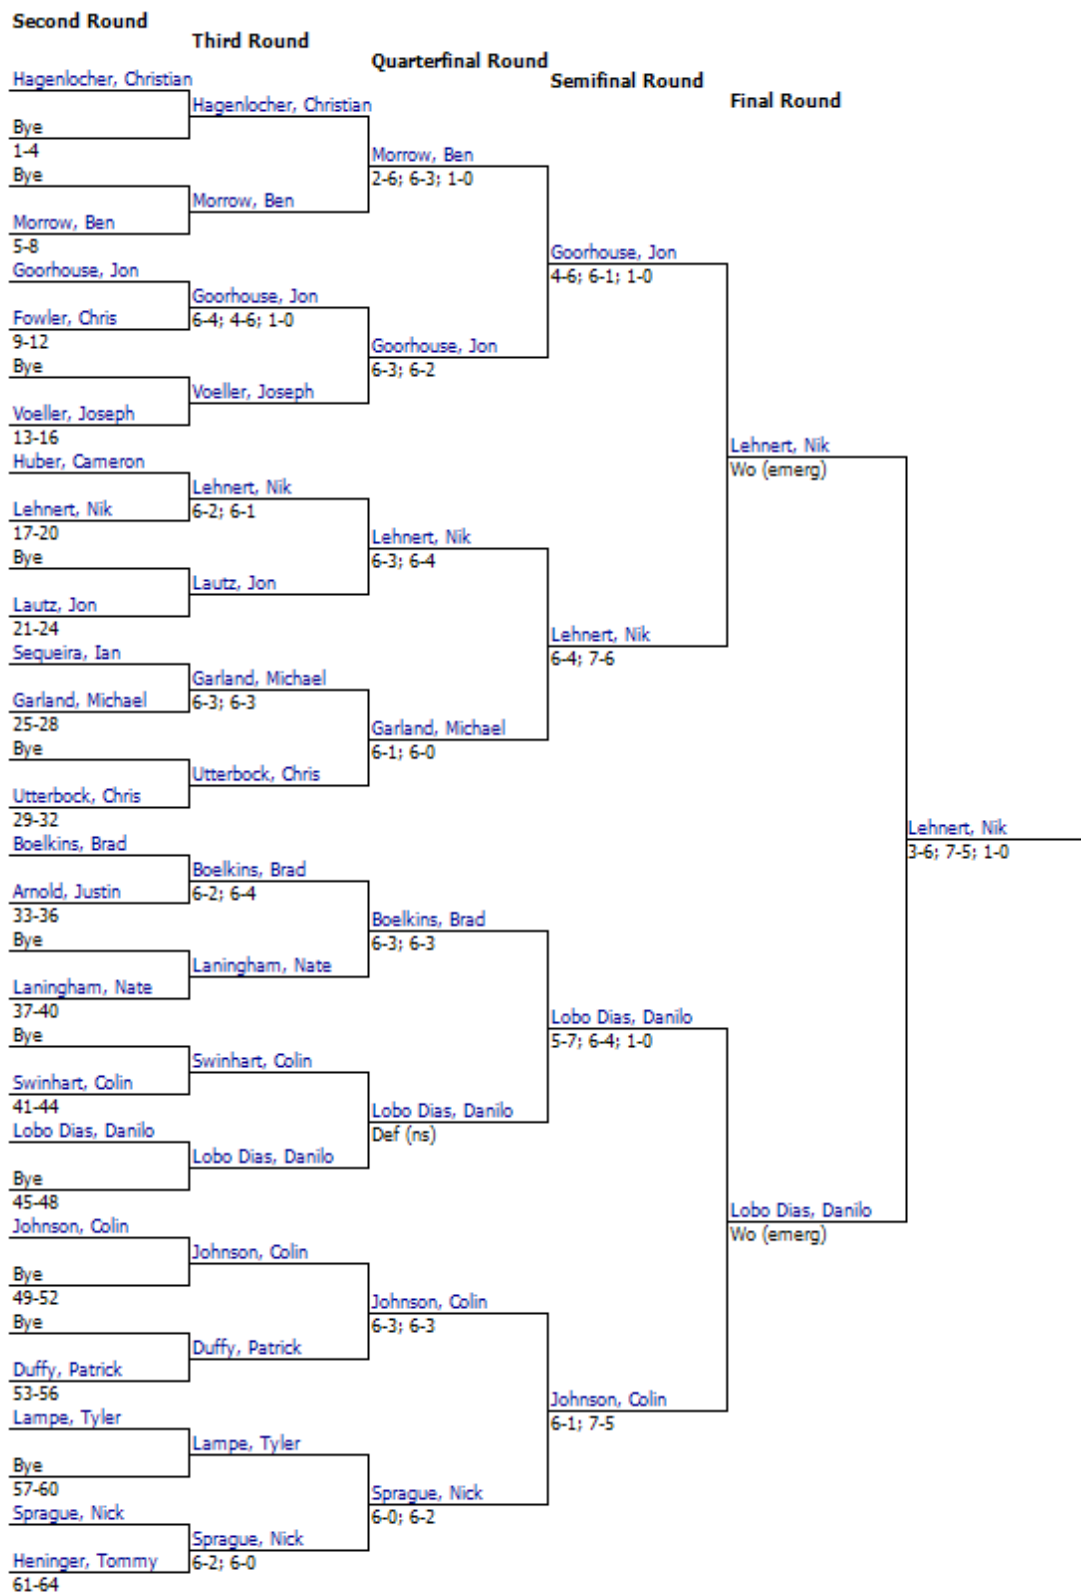 Second Round
Third Round
Quarterfinal Round
Semifinal Round
Final Round
Hagenlocher, Christian
Hagenlocher, Christian
Bye
1-4
Morrow, Ben
2-6; 6-3; 1-0
Bye
Morrow, Ben
Morrow, Ben
5-8
Goorhouse, Jon
4-6; 6-1; 1-0
Goorhouse, Jon
Goorhouse, Jon
6-4; 4-6; 1-0
Fowler, Chris
9-12
Goorhouse, Jon
6-3; 6-2
Bye
Voeller, Joseph
Voeller, Joseph
13-16
Lehnert, Nik
Wo (emerg)
Huber, Cameron
Lehnert, Nik
6-2; 6-1
Lehnert, Nik
17-20
Lehnert, Nik
6-3; 6-4
Bye
Lautz, Jon
Lautz, Jon
21-24
Lehnert, Nik
6-4; 7-6
Sequeira, Ian
Garland, Michael
6-3; 6-3
Garland, Michael
25-28
Garland, Michael
6-1; 6-0
Bye
Utterbock, Chris
Utterbock, Chris
29-32
Lehnert, Nik
3-6; 7-5; 1-0
Boelkins, Brad
Boelkins, Brad
6-2; 6-4
Arnold, Justin
33-36
Boelkins, Brad
6-3; 6-3
Bye
Laningham, Nate
Laningham, Nate
37-40
Lobo Dias, Danilo
5-7; 6-4; 1-0
Bye
Swinhart, Colin
Swinhart, Colin
41-44
Lobo Dias, Danilo
Def (ns)
Lobo Dias, Danilo
Lobo Dias, Danilo
Bye
45-48
Lobo Dias, Danilo
Wo (emerg)
Johnson, Colin
Johnson, Colin
Bye
49-52
Johnson, Colin
6-3; 6-3
Bye
Duffy, Patrick
Duffy, Patrick
53-56
Johnson, Colin
6-1; 7-5
Lampe, Tyler
Lampe, Tyler
Bye
57-60
Sprague, Nick
6-0; 6-2
Sprague, Nick
Sprague, Nick
6-2; 6-0
Heninger, Tommy
61-64